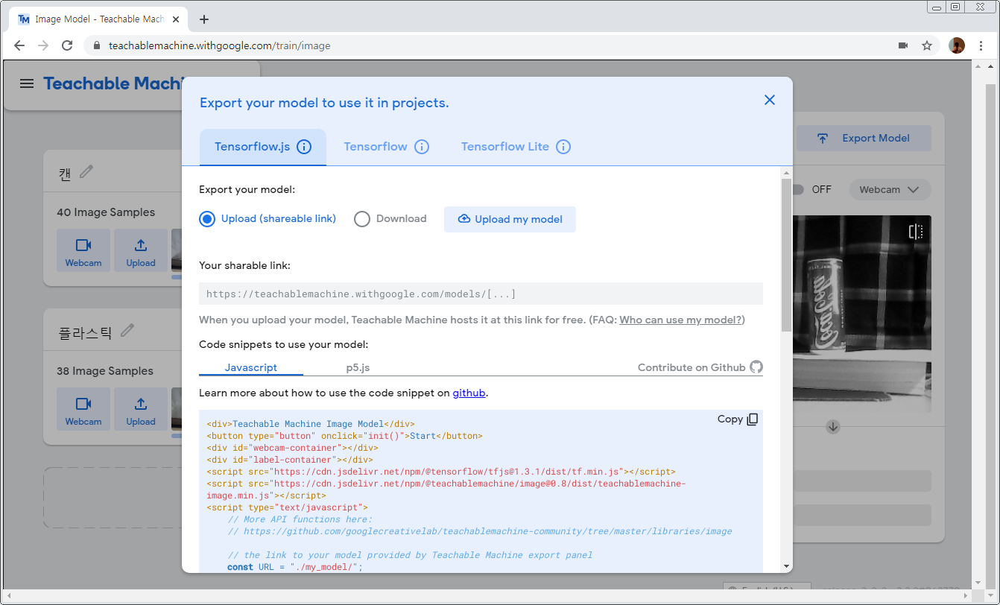 Image Model - Teachable Mach
teachablemachine.withgoogle.com/train/image
Teachable Machi
Export your model to use it in projects.
Tensorflow.js
Tensorflow
Tensorflow Lite
Export Model
캔
40 Image Samples
Webcam
Upload
플라스틱
38 Image Samples
Webcam
Upload
Export your model:
Upload (shareable link)
Download
Upload my model
Your sharable link:
https://teachablemachine.withgoogle.com/models/[...]
When you upload your model, Teachable Machine hosts it at this link for free. (FAQ: Who can use my model?)
Code snippets to use your model:
Javascript
p5.js
Contribute on Github
Learn more about how to use the code snippet on github.
Copy
<div>Teachable Machine Image Model</div>
<button type="button" onclick="init()">Start</button>
<div id="webcam-container"></div>
<div id="label-container"></div>
<script src="https://cdn.jsdelivr.net/npm/@tensorflow/tfjs@1.3.1/dist/tf.min.js"></script>
<script src="https://cdn.jsdelivr.net/npm/@teachablemachine/image@0.8/dist/teachablemachine-
image.min.js"></script>
<script type="text/javascript">
// More API functions here:
// https://github.com/googlecreativelab/teachablemachine-community/tree/master/libraries/image
// the link to your model provided by Teachable Machine export panel
const URL = "./my_model/";
OFF
Webcam
Coca-Cola